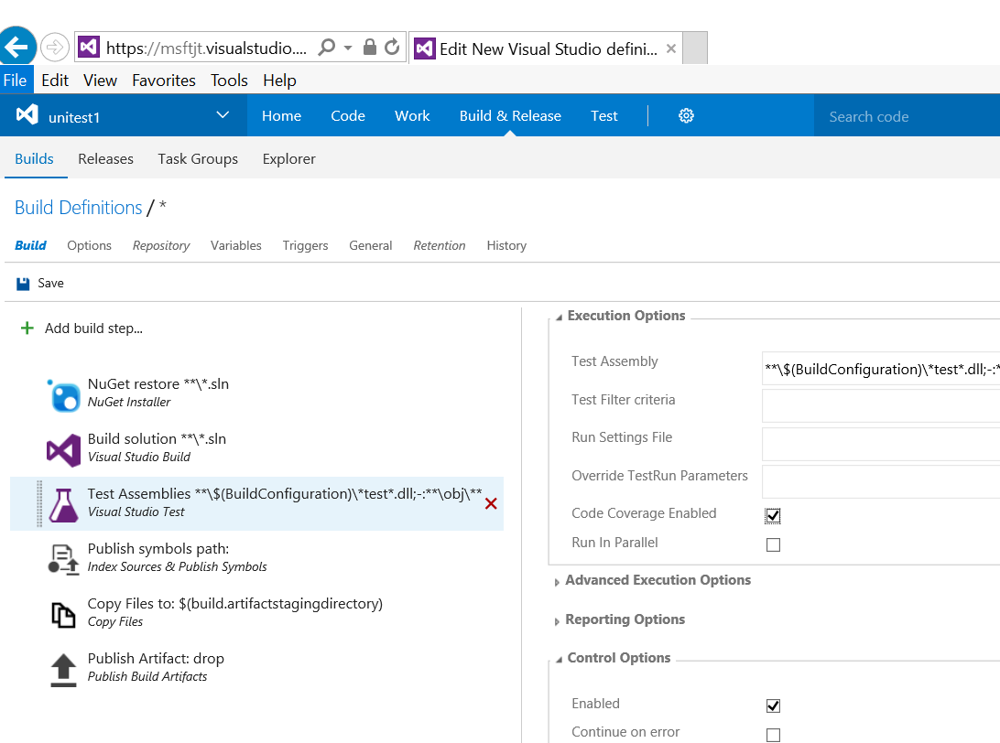 https://msftjt.visualstudio....
Edit New Visual Studio defini...
File Edit View Favorites Tools Help
unitest1
Home Code Work Build & Release Test
Search code
Builds Releases Task Groups Explorer
Build Definitions / *
Build Options Repository Variables Triggers General Retention History
Save
Add build step...
NuGet restore **\*.sln
NuGet Installer
Build solution **\*.sln
Visual Studio Build
Test Assemblies **\$(BuildConfiguration)\*test*.dll;-:**\obj\**
Visual Studio Test
Publish symbols path:
Index Sources & Publish Symbols
Copy Files to: $(build.artifactstagingdirectory)
Copy Files
Publish Artifact: drop
Publish Build Artifacts
Execution Options
Test Assembly **\$(BuildConfiguration)\*test*.dll;-:*
Test Filter criteria
Run Settings File
Override TestRun Parameters
Code Coverage Enabled
Run In Parallel
Advanced Execution Options
Reporting Options
Control Options
Enabled
Continue on error